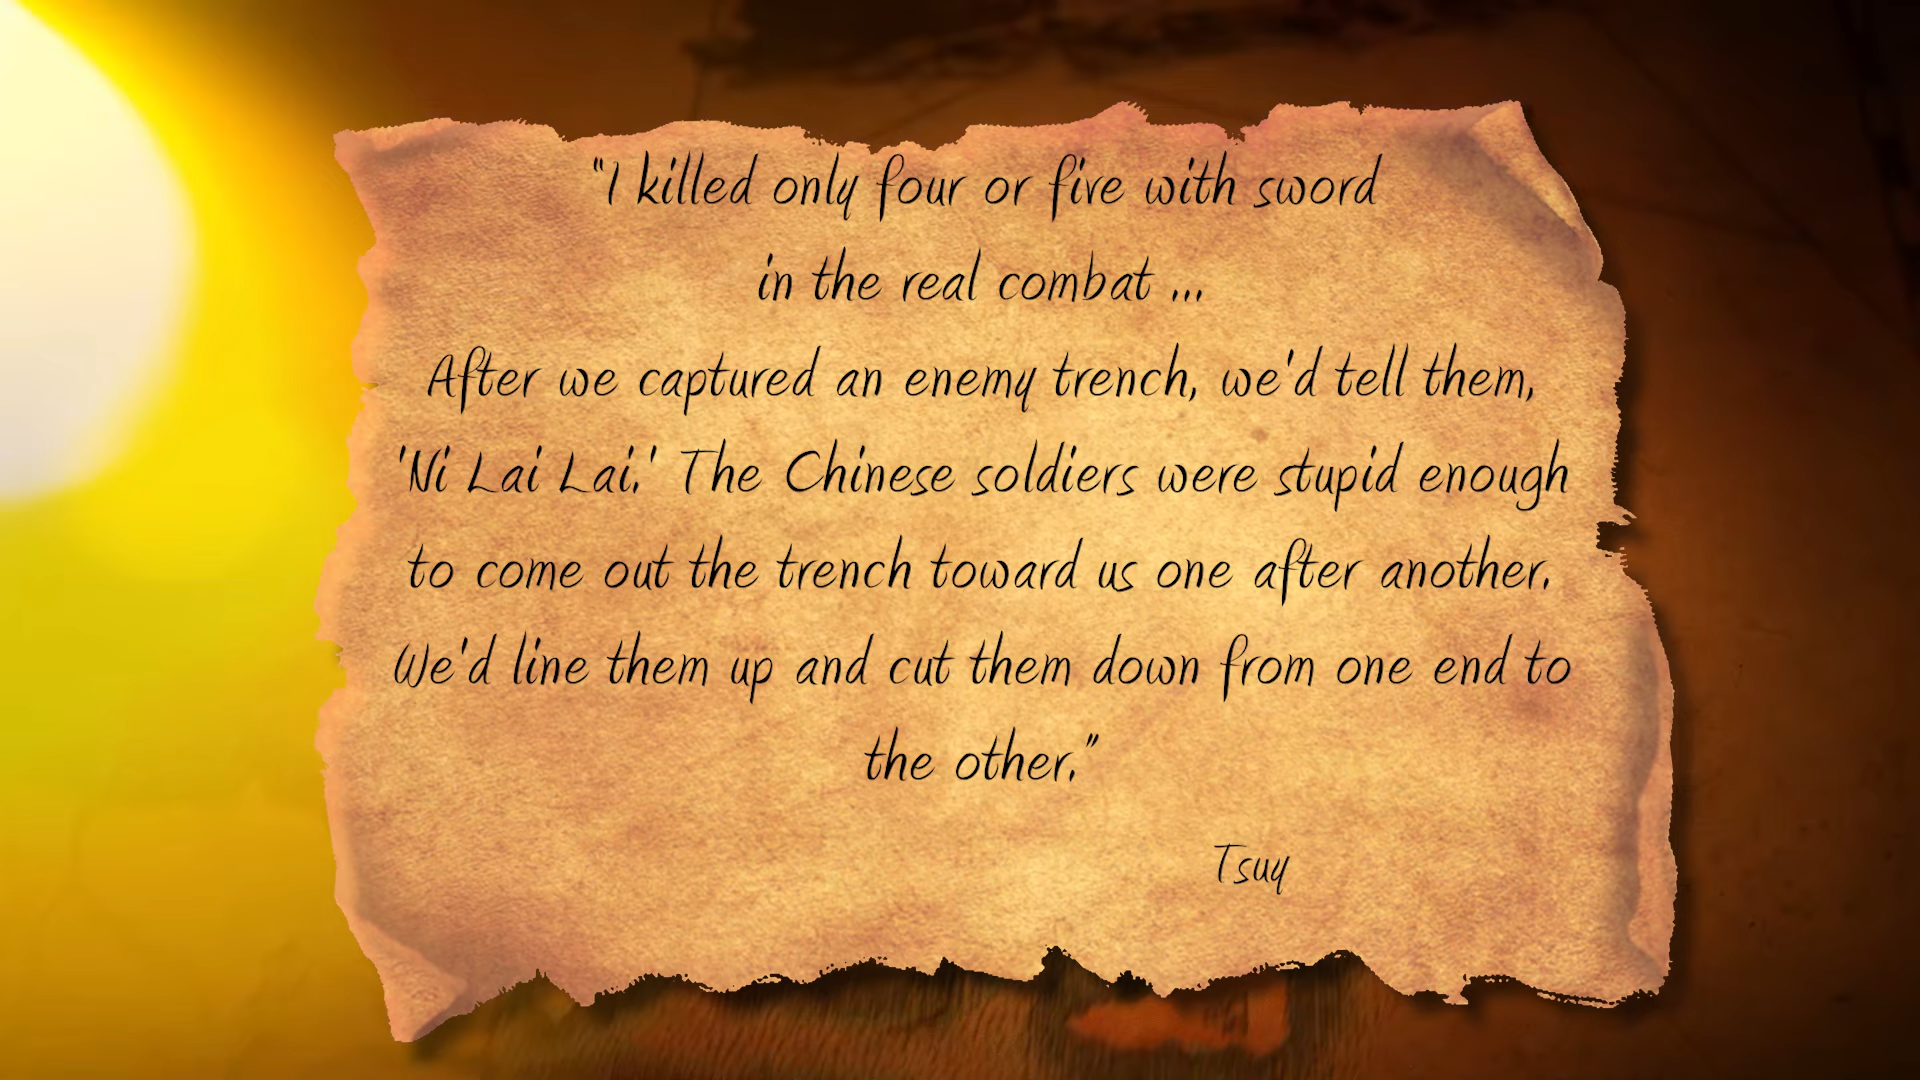 "I killed only four or five with sword
in the real combat ...
After we captured an enemy trench, we'd tell them,
'Ni Lai Lai.' The Chinese soldiers were stupid enough
to come out the trench toward us one after another.
We'd line them up and cut them down from one end to
the other."
Tsuy